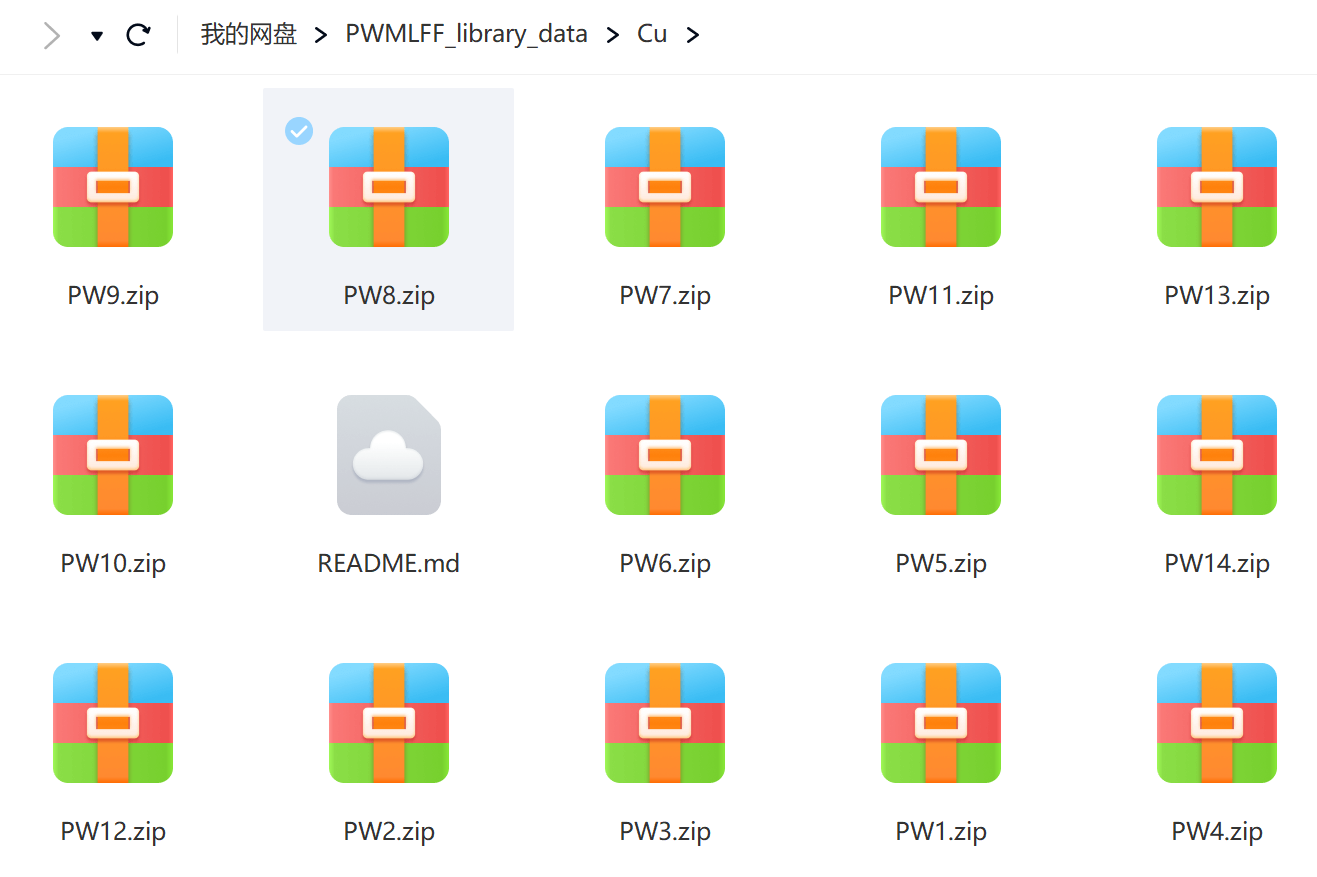 我的网盘 > PWMLFF_library_data > Cu >
PW9.zip PW8.zip PW7.zip PW11.zip PW13.zip
PW10.zip README.md PW6.zip PW5.zip PW14.zip
PW12.zip PW2.zip PW3.zip PW1.zip PW4.zip